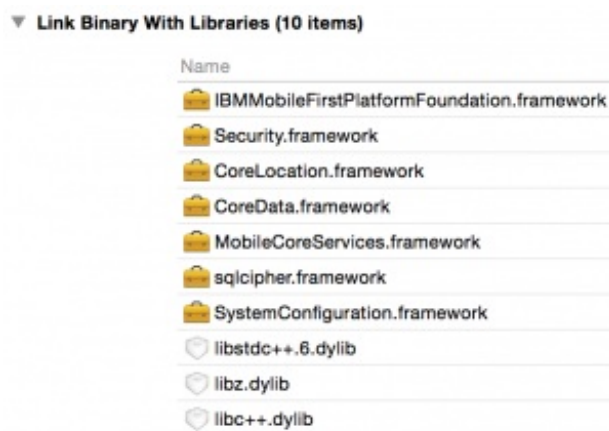 Link Binary With Libraries (10 items)
Name
IBMMobileFirstPlatformFoundation.framework
Security.framework
CoreLocation.framework
CoreData.framework
MobileCoreServices.framework
sqlcipher.framework
SystemConfiguration.framework
libstdc++.6.dylib
libz.dylib
libc++.dylib